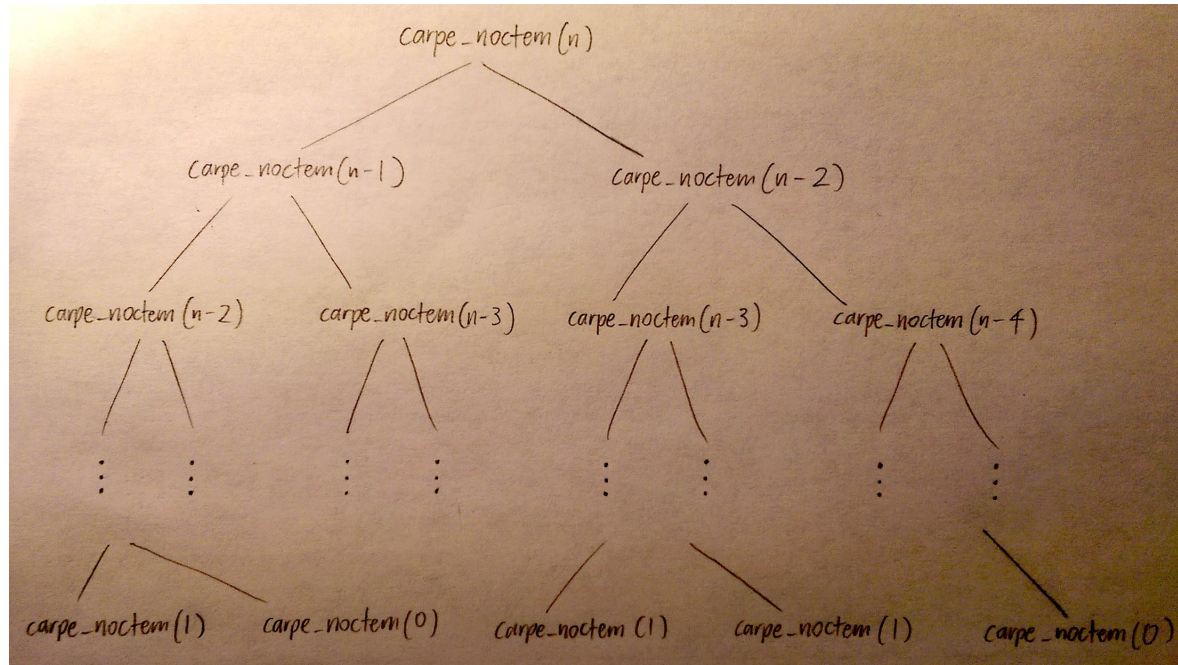 carpe_noctem(n)
carpe_noctem(n-1) carpe_noctem(n-2)
carpe_noctem(n-2) carpe_noctem(n-3) carpe_noctem(n-3) carpe_noctem(n-4)
carpe_noctem(1) carpe_noctem(0) carpe_noctem(1) carpe_noctem(1) carpe_noctem(0)